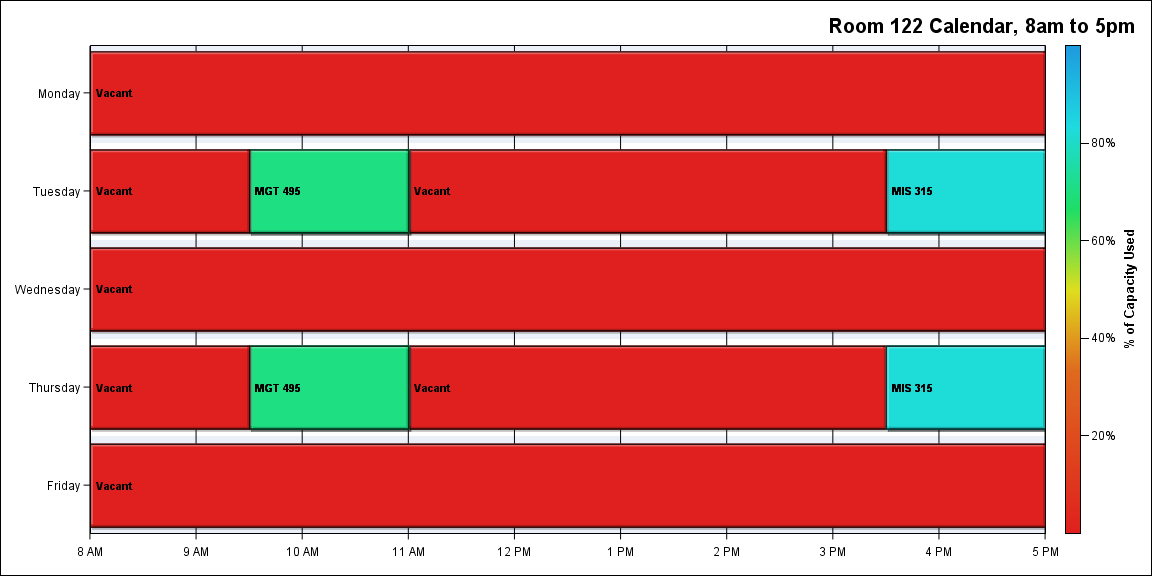 Room 122 Calendar, 8am to 5pm
Monday
Vacant
Tuesday
Vacant
MGT 495
Vacant
MIS 315
Wednesday
Vacant
Thursday
Vacant
MGT 495
Vacant
MIS 315
Friday
Vacant
8 AM
9 AM
10 AM
11 AM
12 PM
1 PM
2 PM
3 PM
4 PM
5 PM
80%
60%
40%
20%
% of Capacity Used